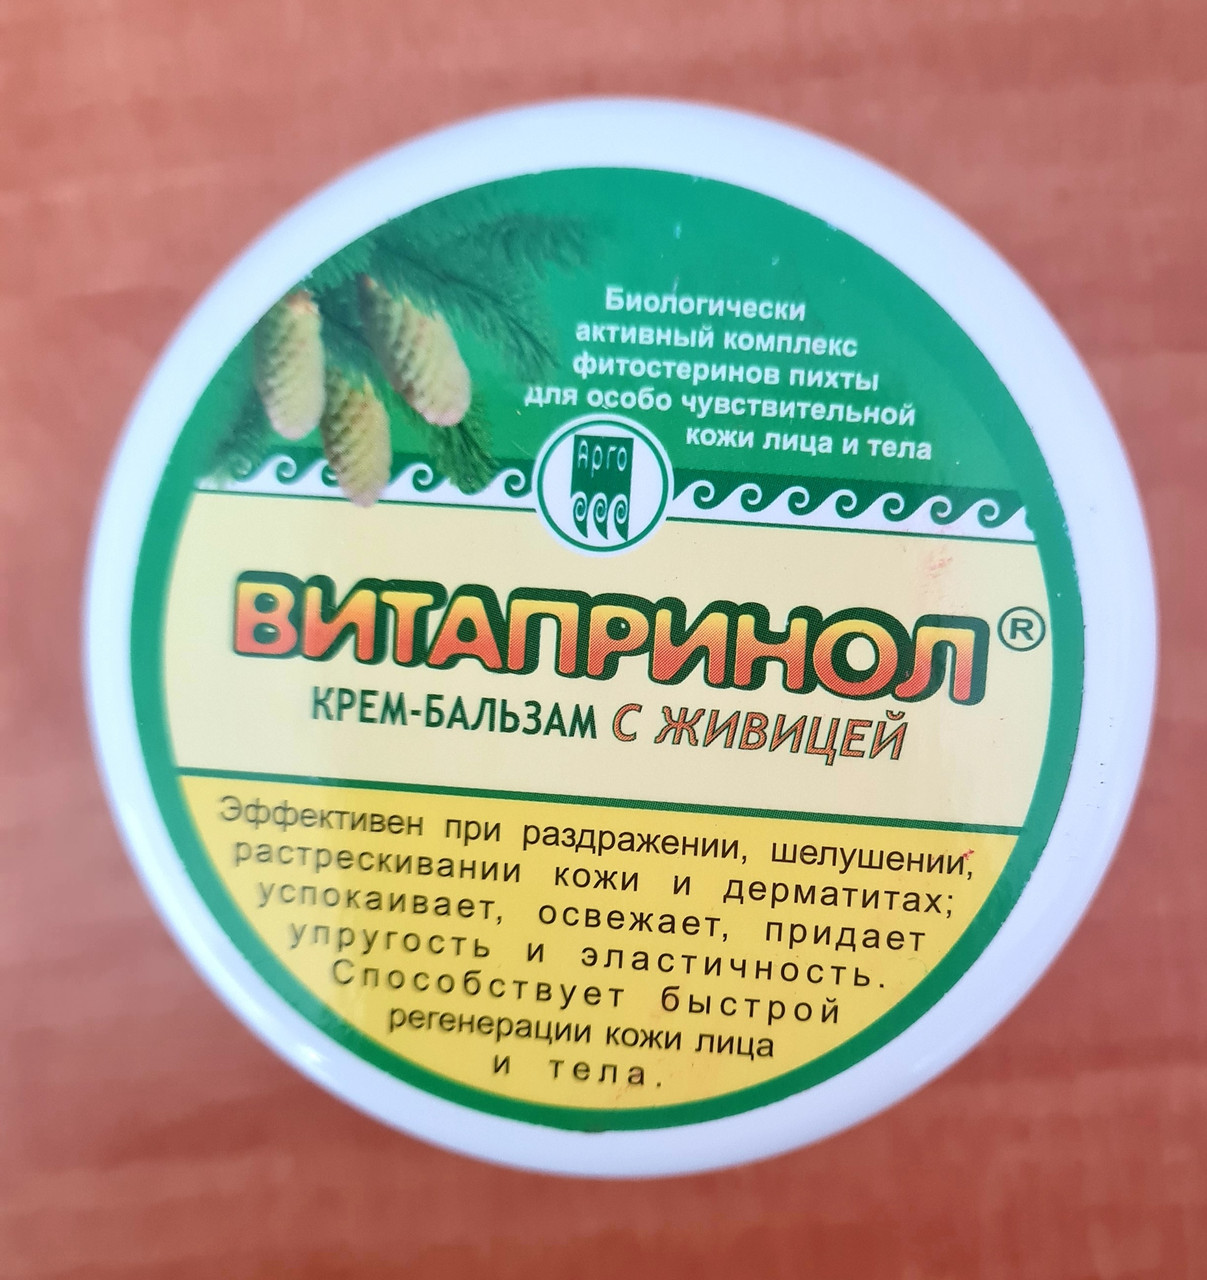 Биологически
активный комплекс
фитостеринов пихты
для особо чувствительной
кожи лица и тела
Арго
ВИТАПРИНОЛ®
КРЕМ-БАЛЬЗАМ С ЖИВИЦЕЙ
Эффективен при раздражении, шелушении,
растрескивании кожи и дерматитах;
успокаивает, освежает, придает
упругость и эластичность.
Способствует быстрой
регенерации кожи лица
и тела.